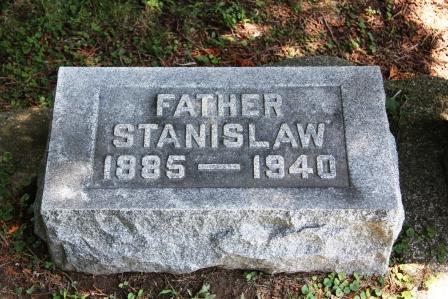 FATHER
STANISLAW
1885 — 1940